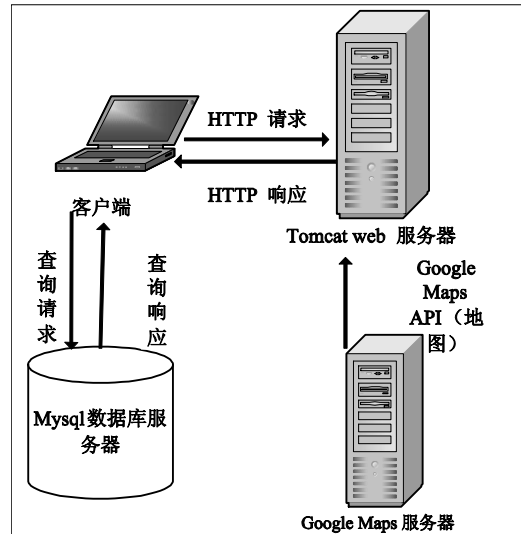 HTTP 请求
HTTP 响应
客户端
Tomcat web 服务器
查询请求
查询响应
Google
Maps
API（地
图）
Mysql数据库服
务器
Google Maps 服务器